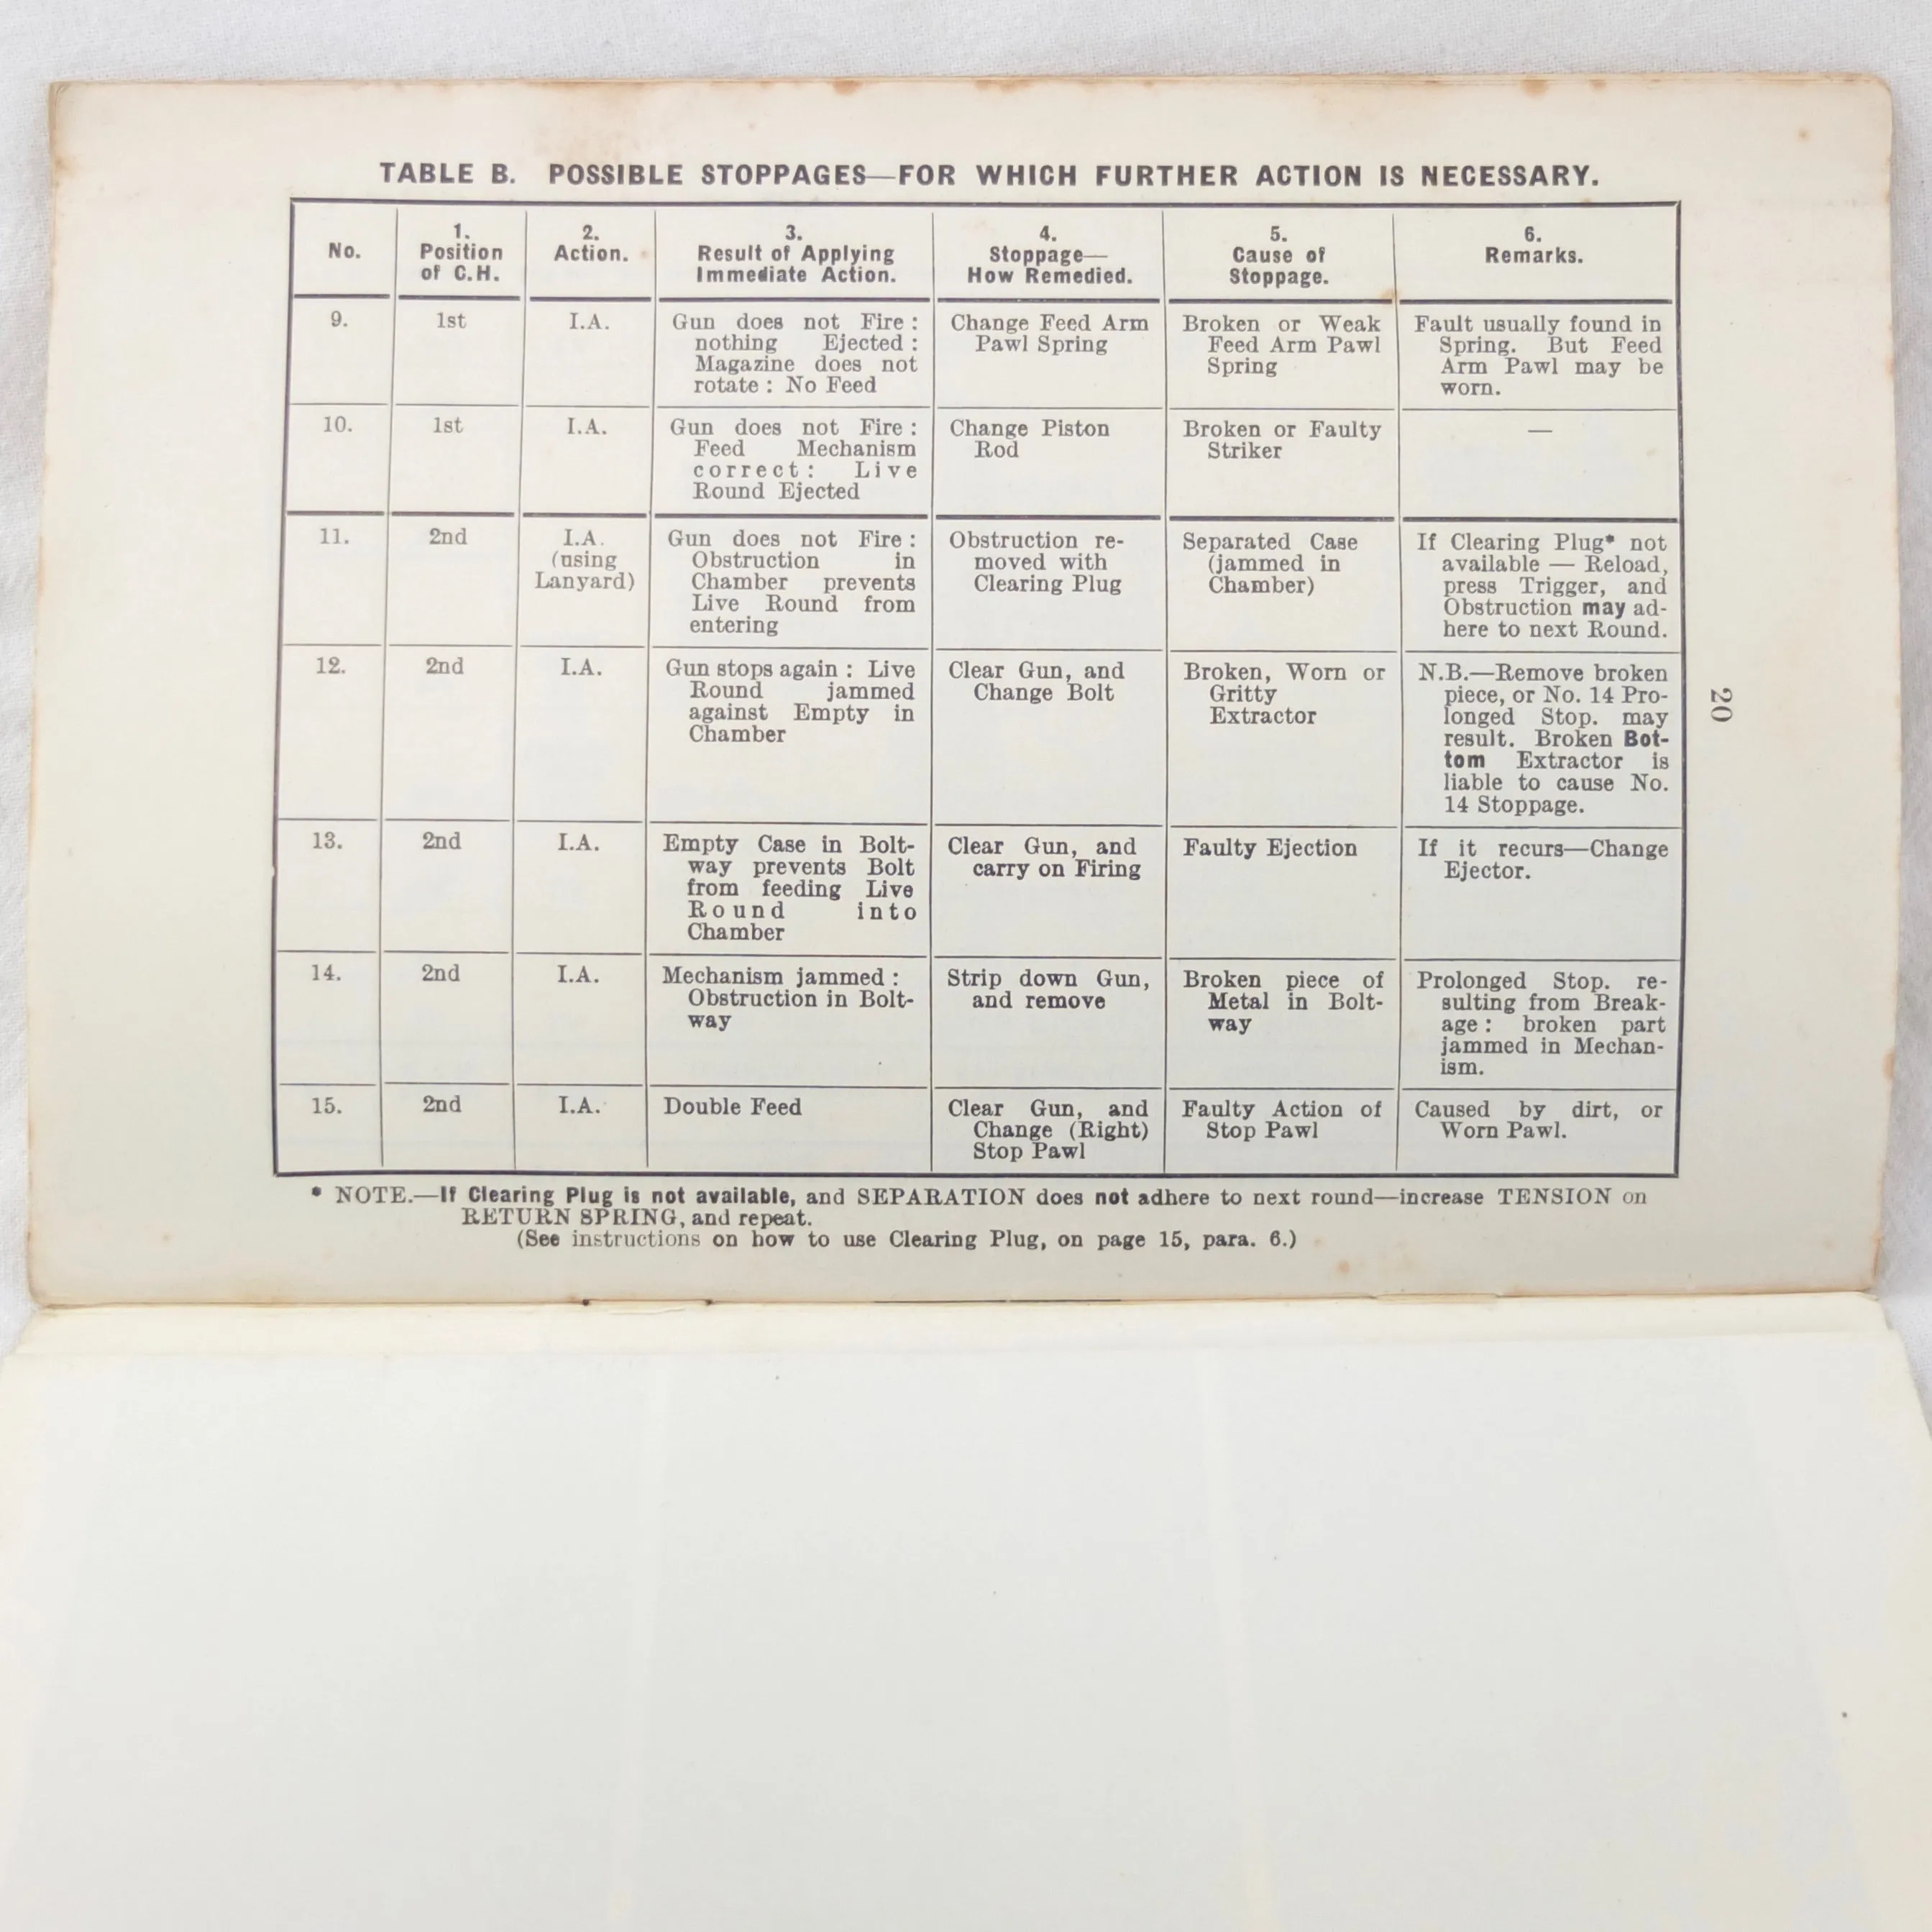 TABLE B. POSSIBLE STOPPAGES—FOR WHICH FURTHER ACTION IS NECESSARY.
No.
1.
Position
of C.H.
2.
Action.
3.
Result of Applying
Immediate Action.
4.
Stoppage—
How Remedied.
5.
Cause of
Stoppage.
6.
Remarks.
9.
1st
I.A.
Gun does not Fire :
nothing Ejected :
Magazine does not
rotate : No Feed
Change Feed Arm
Pawl Spring
Broken or Weak
Feed Arm Pawl
Spring
Fault usually found in
Spring. But Feed
Arm Pawl may be
worn.
10.
1st
I.A.
Gun does not Fire :
Feed Mechanism
correct : Live
Round Ejected
Change Piston
Rod
Broken or Faulty
Striker
—
11.
2nd
I.A.
(using
Lanyard)
Gun does not Fire :
Obstruction in
Chamber prevents
Live Round from
entering
Obstruction re-
moved with
Clearing Plug
Separated Case
(jammed in
Chamber)
If Clearing Plug* not
available — Reload,
press Trigger, and
Obstruction may ad-
here to next Round.
12.
2nd
I.A.
Gun stops again : Live
Round jammed
against Empty in
Chamber
Clear Gun, and
Change Bolt
Broken, Worn or
Gritty
Extractor
N.B.—Remove broken
piece, or No. 14 Pro-
longed Stop. may
result. Broken Bot-
tom Extractor is
liable to cause No.
14 Stoppage.
13.
2nd
I.A.
Empty Case in Bolt-
way prevents Bolt
from feeding Live
Round into
Chamber
Clear Gun, and
carry on Firing
Faulty Ejection
If it recurs—Change
Ejector.
14.
2nd
I.A.
Mechanism jammed :
Obstruction in Bolt-
way
Strip down Gun,
and remove
Broken piece of
Metal in Bolt-
way
Prolonged Stop. re-
sulting from Break-
age : broken part
jammed in Mechan-
ism.
15.
2nd
I.A.
Double Feed
Clear Gun, and
Change (Right)
Stop Pawl
Faulty Action of
Stop Pawl
Caused by dirt, or
Worn Pawl.
* NOTE.—If Clearing Plug is not available, and SEPARATION does not adhere to next round—increase TENSION on
RETURN SPRING, and repeat.
(See instructions on how to use Clearing Plug, on page 15, para. 6.)
20